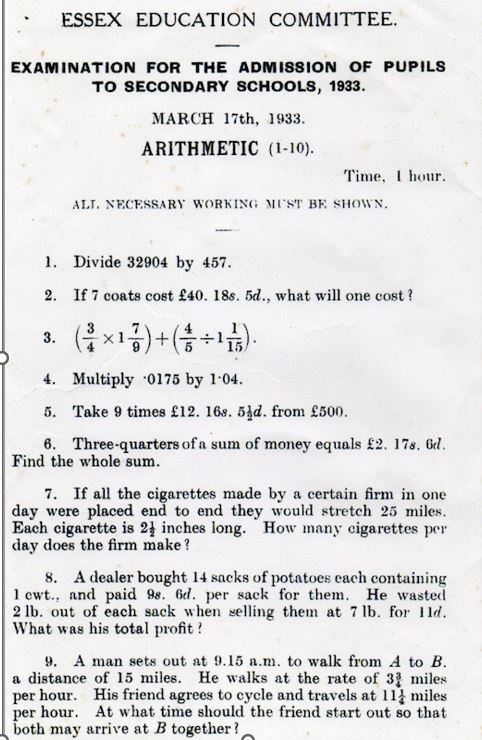 ESSEX EDUCATION COMMITTEE.
EXAMINATION FOR THE ADMISSION OF PUPILS
TO SECONDARY SCHOOLS, 1933.
MARCH 17th, 1933.
ARITHMETIC (1-10).
Time, 1 hour.
ALL NECESSARY WORKING MUST BE SHOWN.
1. Divide 32904 by 457.
2. If 7 coats cost £40. 18s. 5d., what will one cost?
3. (3/4 × 1 7/9) + (4/5 ÷ 1 1/15).
4. Multiply ·0175 by 1·04.
5. Take 9 times £12. 16s. 5½d. from £500.
6. Three-quarters of a sum of money equals £2. 17s. 6d.
Find the whole sum.
7. If all the cigarettes made by a certain firm in one
day were placed end to end they would stretch 25 miles.
Each cigarette is 2½ inches long. How many cigarettes per
day does the firm make?
8. A dealer bought 14 sacks of potatoes each containing
1 cwt., and paid 9s. 6d. per sack for them. He wasted
2 lb. out of each sack when selling them at 7 lb. for 11d.
What was his total profit?
9. A man sets out at 9.15 a.m. to walk from A to B.
a distance of 15 miles. He walks at the rate of 3¾ miles
per hour. His friend agrees to cycle and travels at 11¼ miles
per hour. At what time should the friend start out so that
both may arrive at B together?